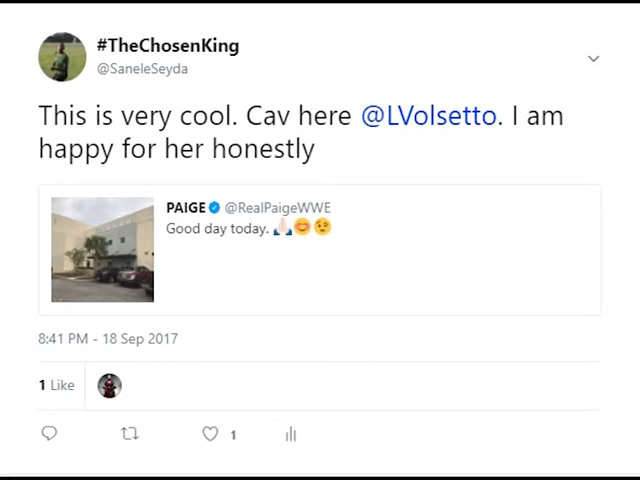 #TheChosenKing
@SaneleSeyda
This is very cool. Cav here @LVolsetto. I am
happy for her honestly
PAIGE @RealPaigeWWE
Good day today. 🙏🏻😊😉
8:41 PM - 18 Sep 2017
1 Like
1